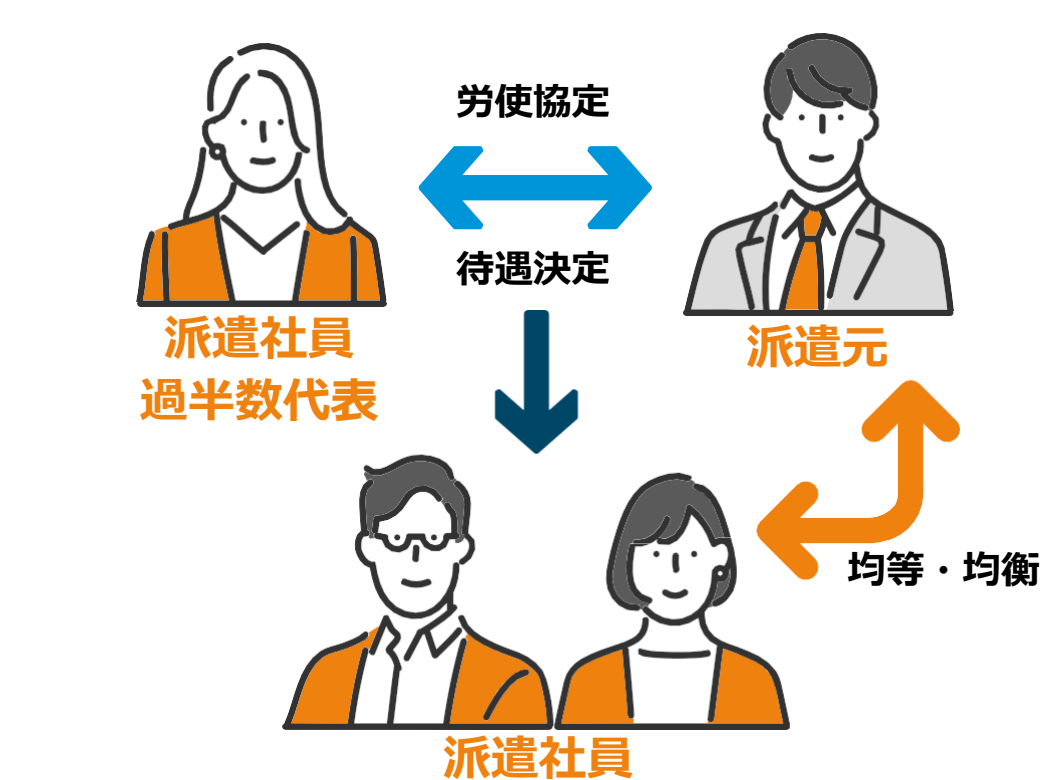 労使協定
待遇決定
派遣社員
過半数代表
派遣元
均等・均衡
派遣社員